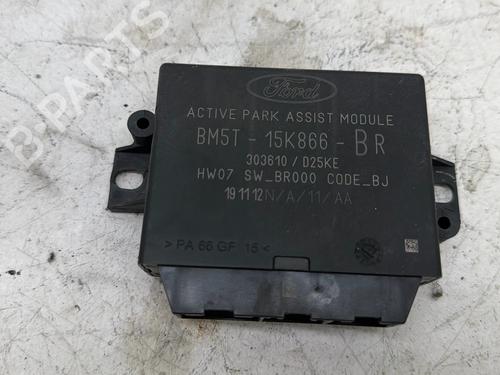 Ford
ACTIVE PARK ASSIST MODULE
BM5T - 15K866 - BR
303610 / D25KE
HW07 SW_BR000 CODE_BJ
191112N/A/11/AA
>PA 66 GF 15<
B-PARTS